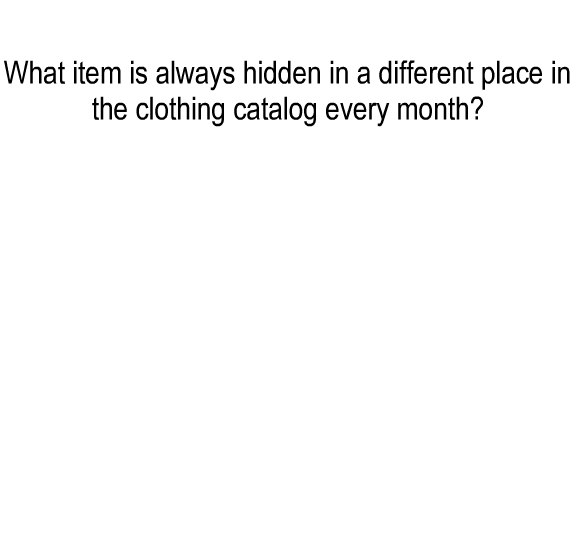 What item is always hidden in a different place in
the clothing catalog every month?